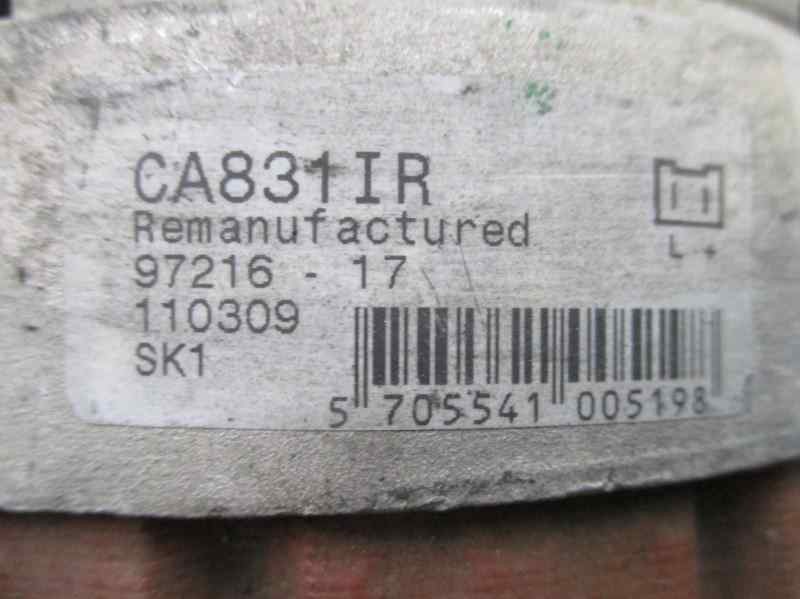 CA831IR
Remanufactured
L +
97216 - 17
110309
SK1
5 705541 005198